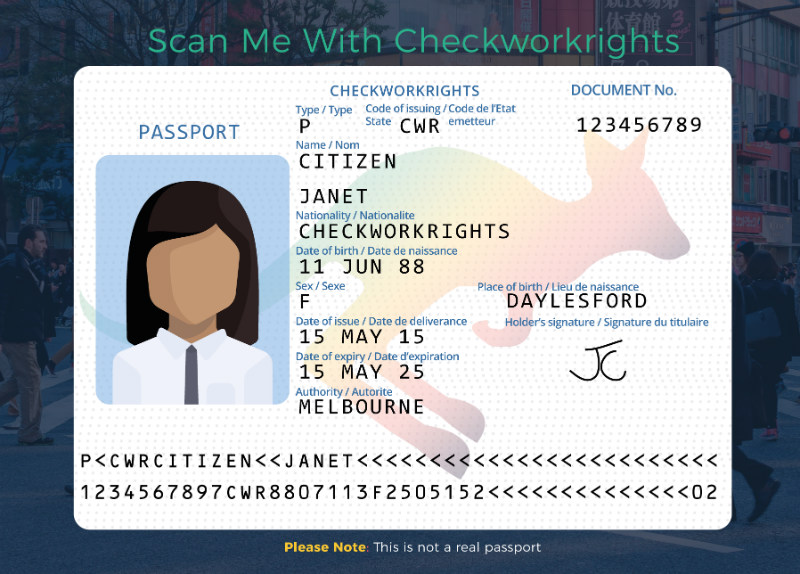 Scan Me With Checkworkrights
CHECKWORKRIGHTS
DOCUMENT No.
PASSPORT
Type / Type
Code of issuing / Code de l'Etat
State
emetteur
P
CWR
123456789
Name / Nom
CITIZEN
JANET
Nationality / Nationalite
CHECKWORKRIGHTS
Date of birth / Date de naissance
11 JUN 88
Sex / Sexe
F
Place of birth / Lieu de naissance
DAYLESFORD
Date of issue / Date de deliverance
15 MAY 15
Holder's signature / Signature du titulaire
JC
Date of expiry / Date d'expiration
15 MAY 25
Authority / Autorite
MELBOURNE
P<CWRCITIZEN<<JANET<<<<<<<<<<<<<<<<<<<<<<<<<
1234567897CWR8807113F2505152<<<<<<<<<<<<<<02
Please Note: This is not a real passport